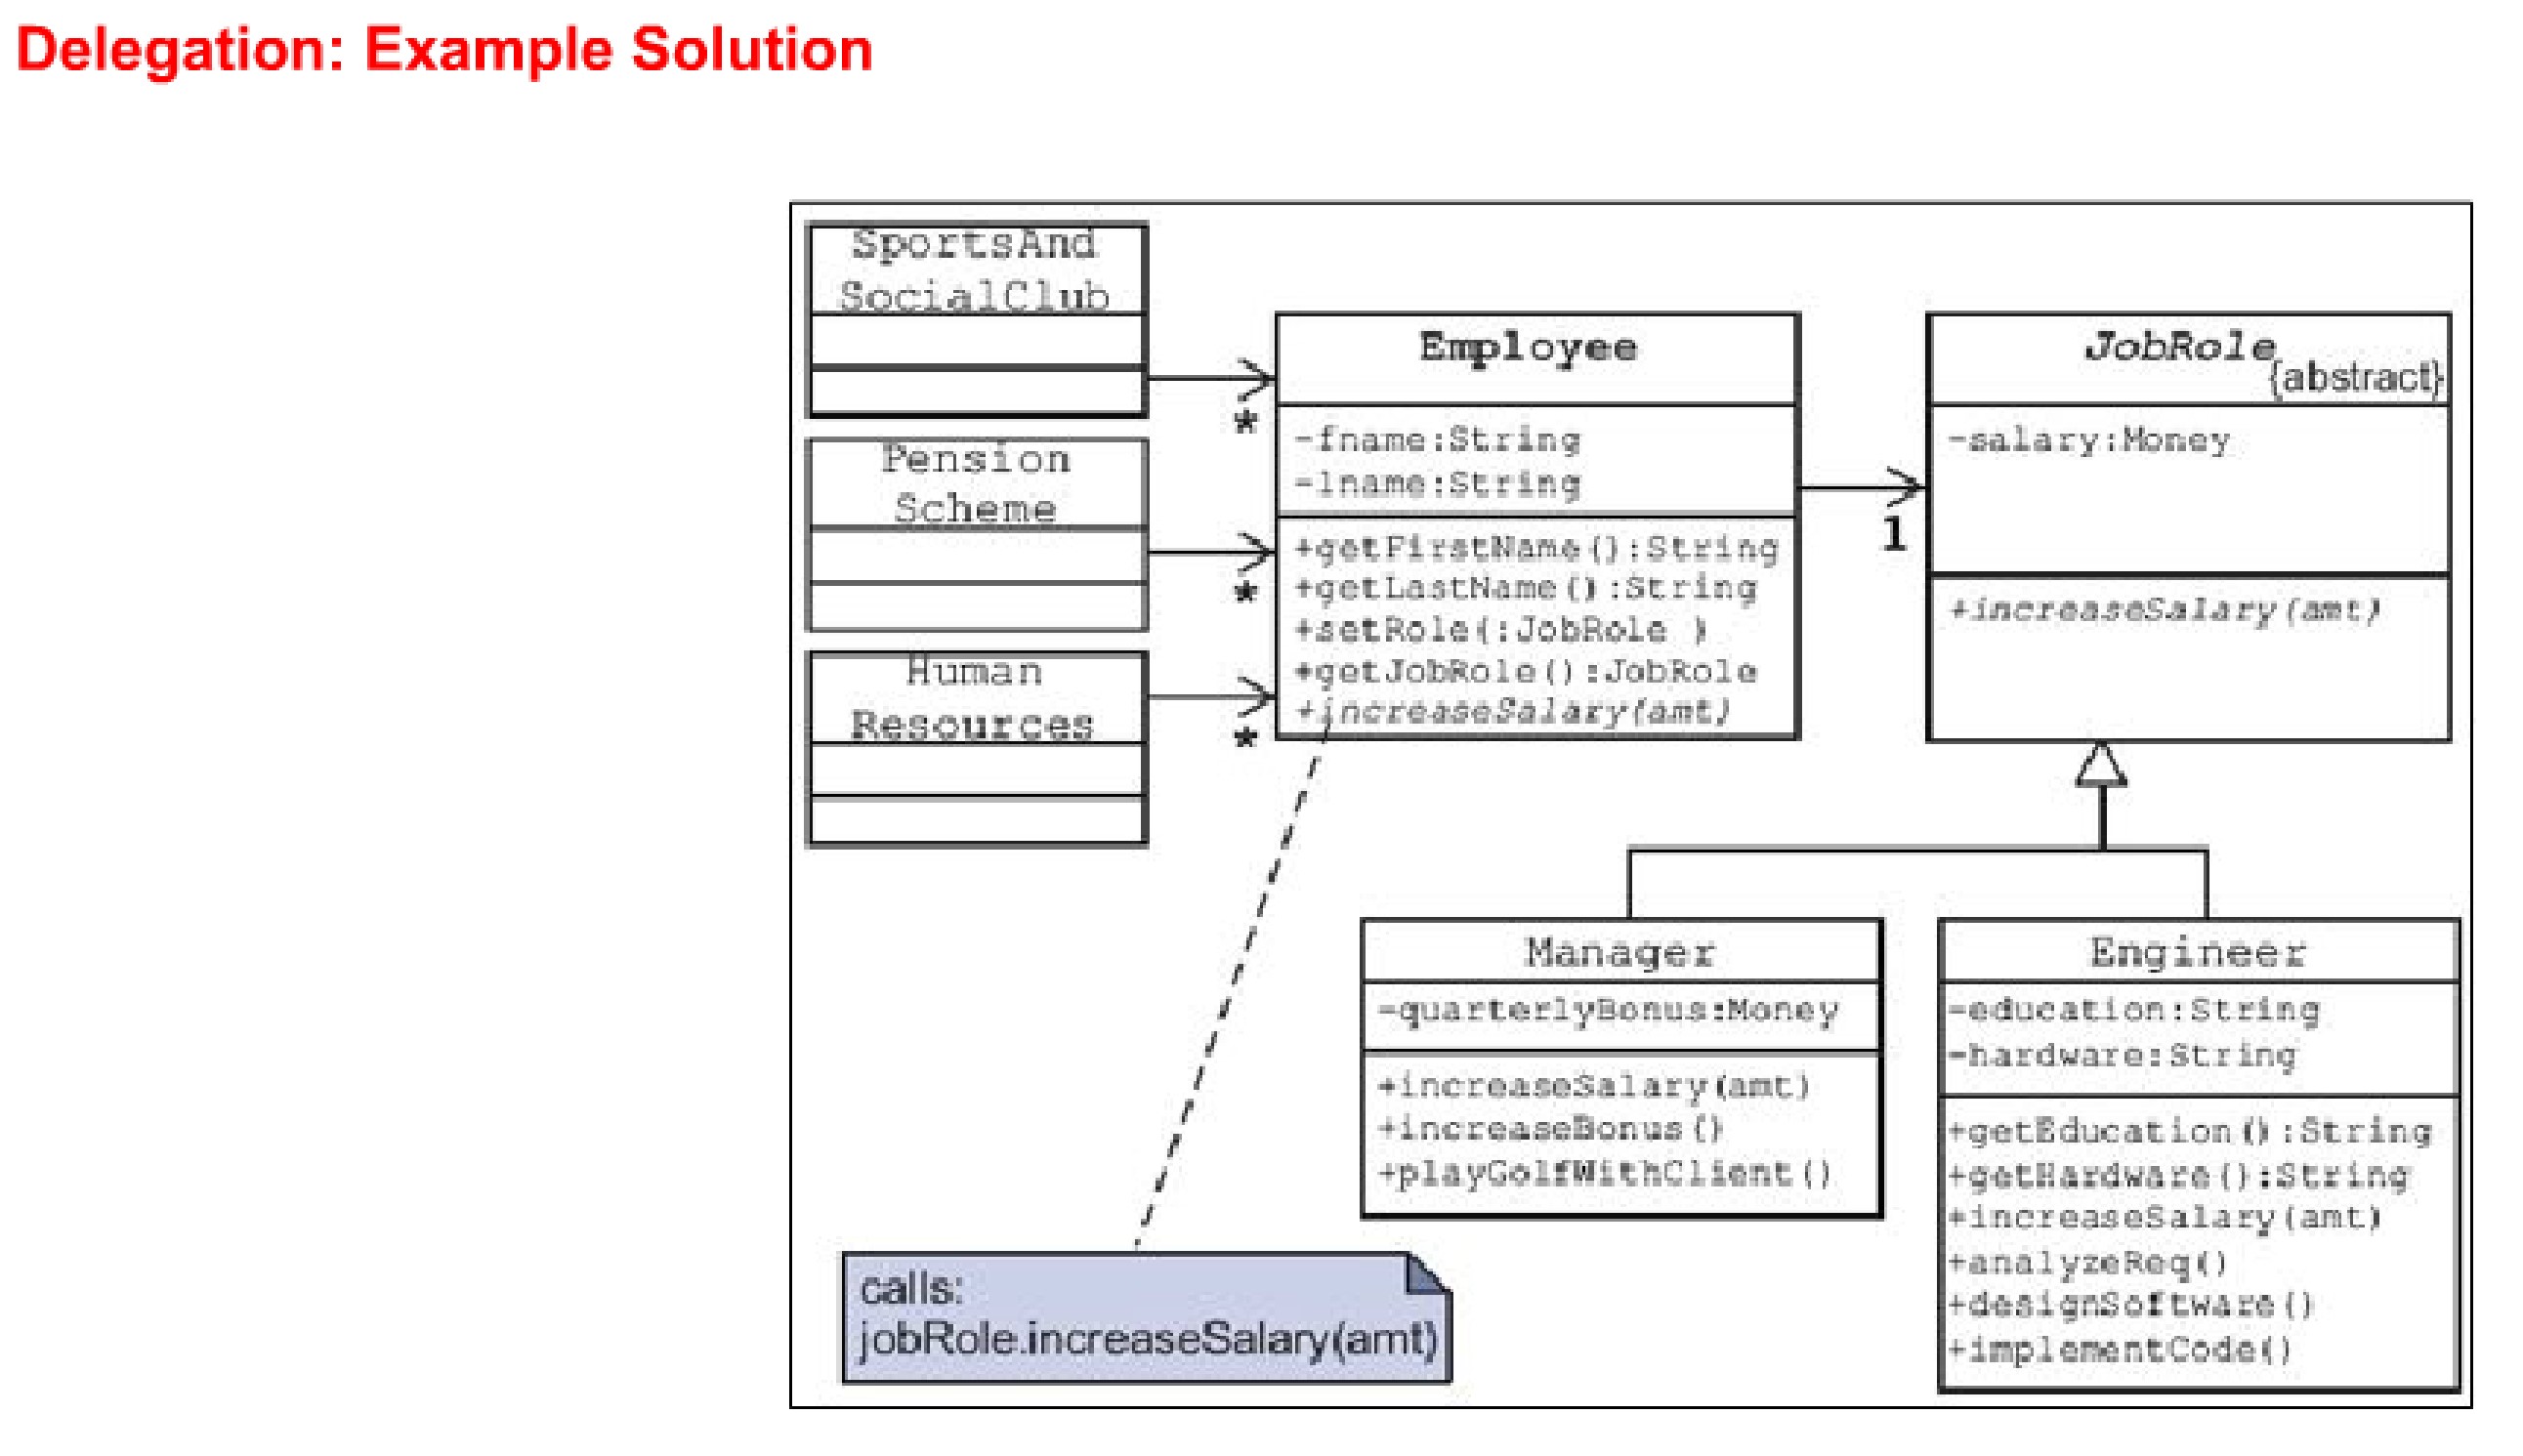 Delegation: Example Solution
SportsAnd
SocialClub
*
Pension
Scheme
*
Human
Resources
*
Employee
-fname:String
-lname:String
+getFirstName():String
+getLastName():String
+setRole(:JobRole )
+getJobRole():JobRole
+increaseSalary(amt)
1
JobRole
{abstract}
-salary:Money
+increaseSalary(amt)
Manager
-quarterlyBonus:Money
+increaseSalary(amt)
+increaseBonus()
+playGolfWithClient()
Engineer
-education:String
-hardware:String
+getEducation():String
+getHardware():String
+increaseSalary(amt)
+analyzeReq()
+designSoftware()
+implementCode()
calls:
jobRole.increaseSalary(amt)